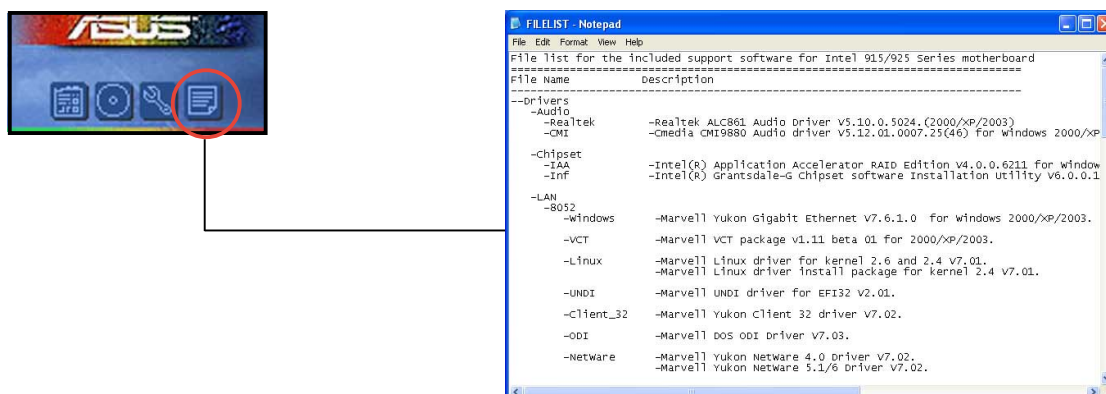 ASUS
FILELIST - Notepad
File Edit Format View Help
File list for the included support software for Intel 915/925 Series motherboard
==============================================================================
File Name Description
------------------------------------------------------------------------------
--Drivers
-Audio
-Realtek -Realtek ALC861 Audio Driver V5.10.0.5024.(2000/XP/2003)
-CMI -Cmedia CMI9880 Audio driver V5.12.01.0007.25(46) for Windows 2000/XP
-Chipset
-IAA -Intel(R) Application Accelerator RAID Edition V4.0.0.6211 for Window
-Inf -Intel(R) Grantsdale-G Chipset software Installation Utility V6.0.0.1
-LAN
-8052
-Windows -Marvell Yukon Gigabit Ethernet V7.6.1.0 for Windows 2000/XP/2003.
-VCT -Marvell VCT package v1.11 beta 01 for 2000/XP/2003.
-Linux -Marvell Linux driver for kernel 2.6 and 2.4 V7.01.
-Marvell Linux driver install package for kernel 2.4 V7.01.
-UNDI -Marvell UNDI driver for EFI32 V2.01.
-Client_32 -Marvell Yukon Client 32 driver V7.02.
-ODI -Marvell DOS ODI Driver V7.03.
-NetWare -Marvell Yukon NetWare 4.0 Driver V7.02.
-Marvell Yukon NetWare 5.1/6 Driver V7.02.